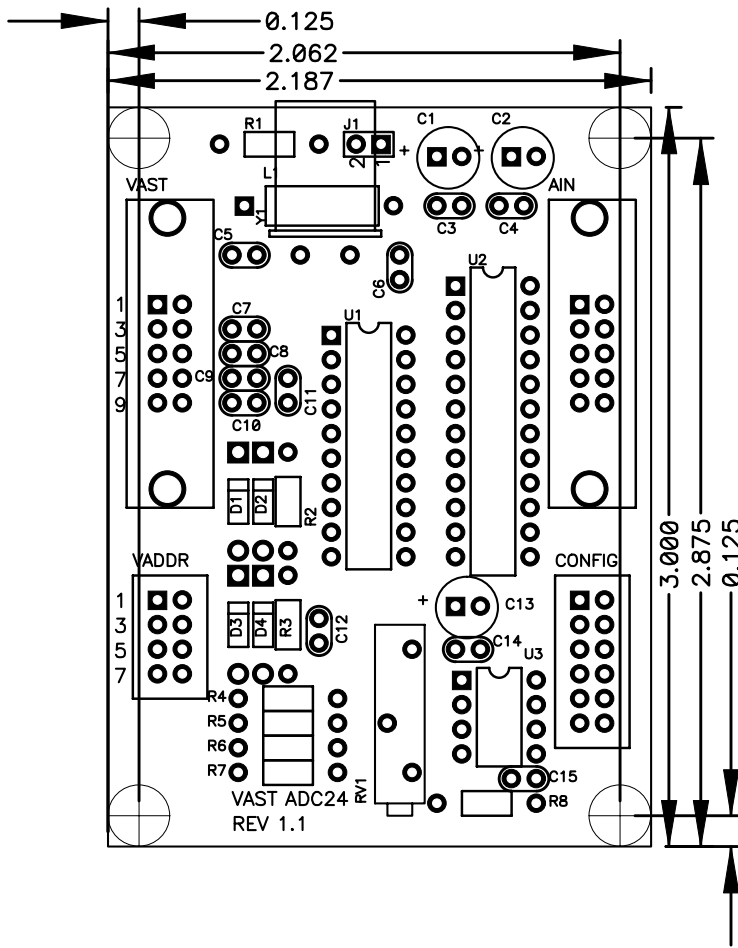 0.125
2.062
2.187
R1
J1
C1
C2
+
+
2
1
L1
Y1
VAST
AIN
C3
C4
C5
C6
U2
1
3
5
7
9
C7
C8
C9
C10
C11
U1
D1
D2
R2
3.000
2.875
0.125
VADDR
CONFIG
1
3
5
7
+
C13
D3
D4
R3
C12
C14
U3
R4
R5
R6
R7
RV1
C15
R8
VAST ADC24
REV 1.1